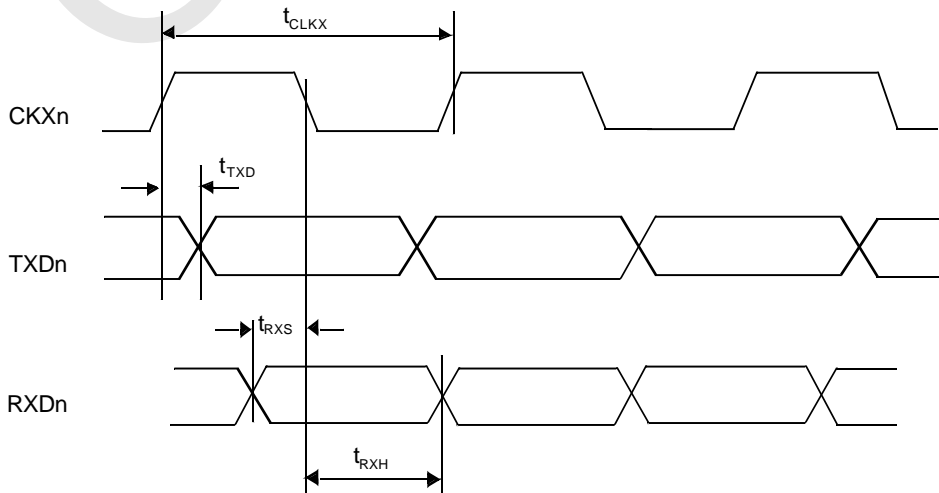 tCLKX
CKXn
tTXD
TXDn
tRXS
RXDn
tRXH